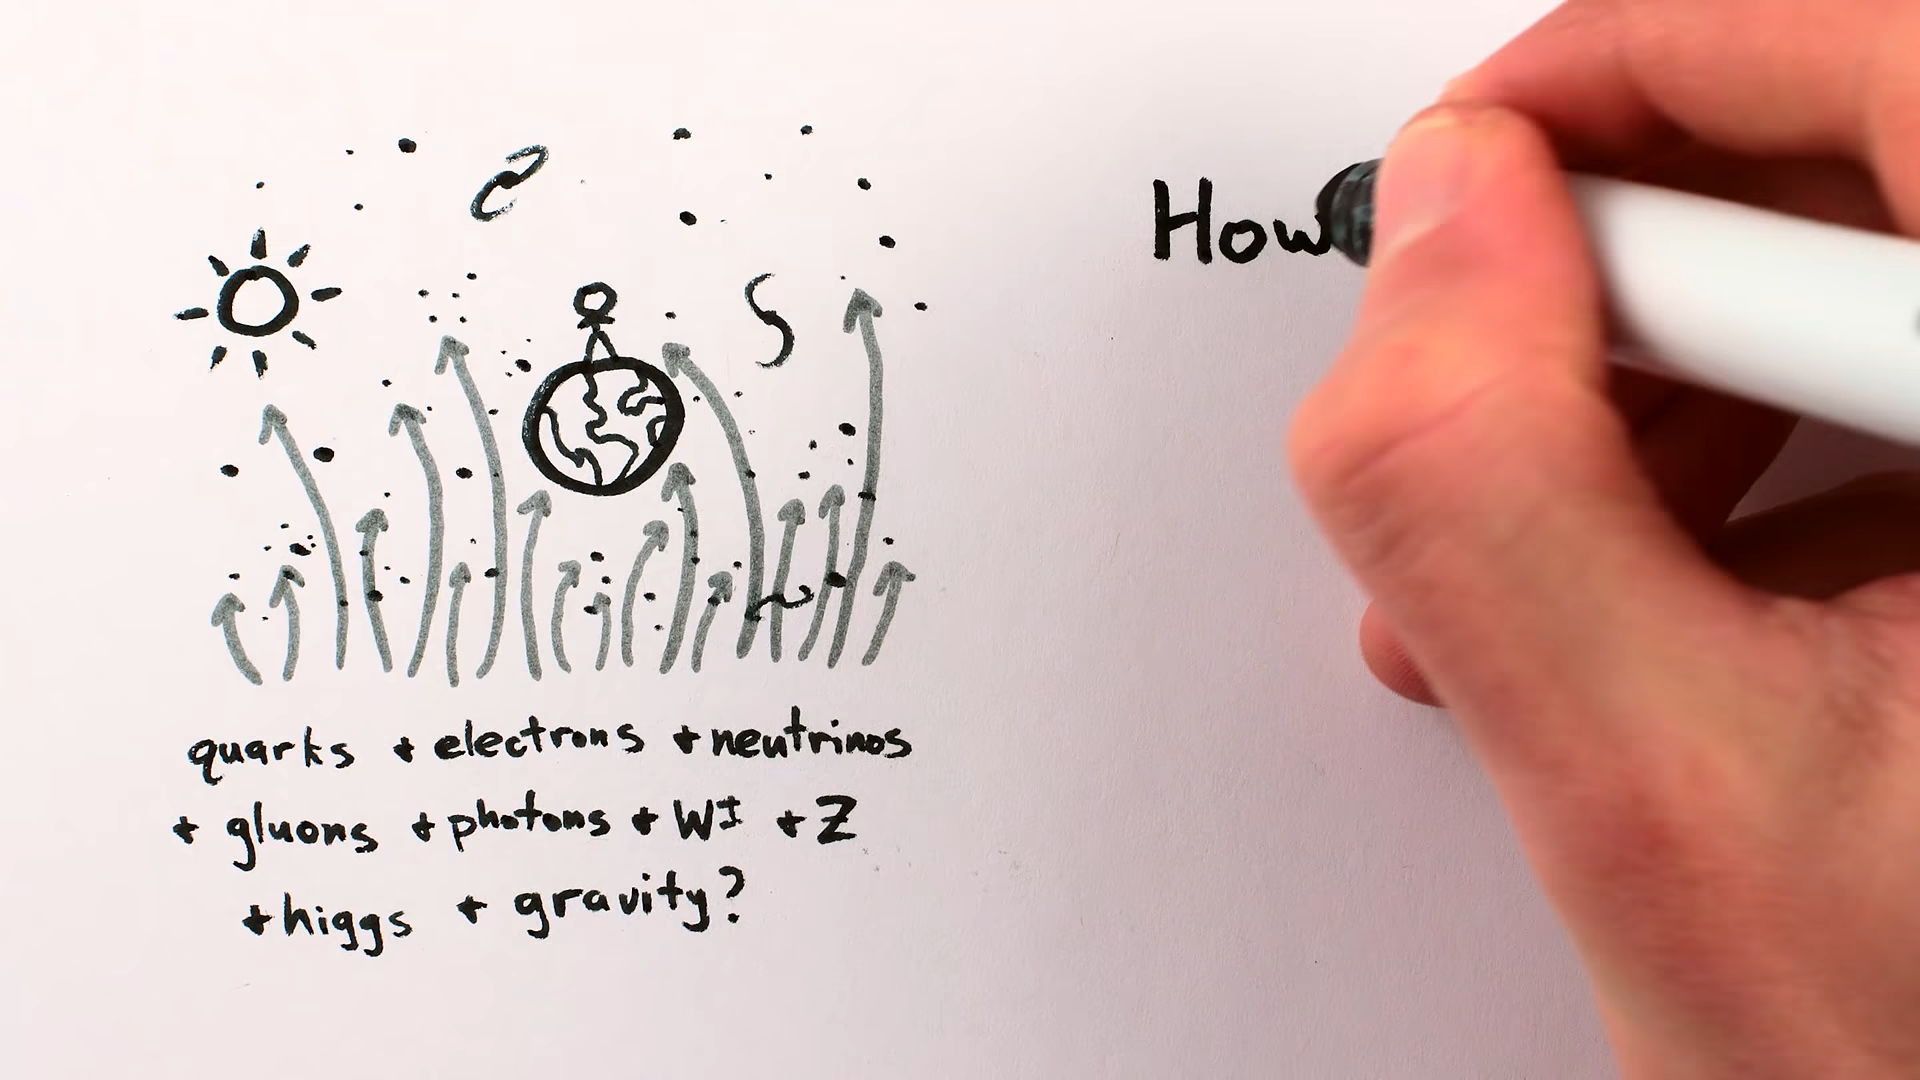 How
quarks + electrons + neutrinos
+ gluons + photons + W± + Z
+ higgs + gravity?